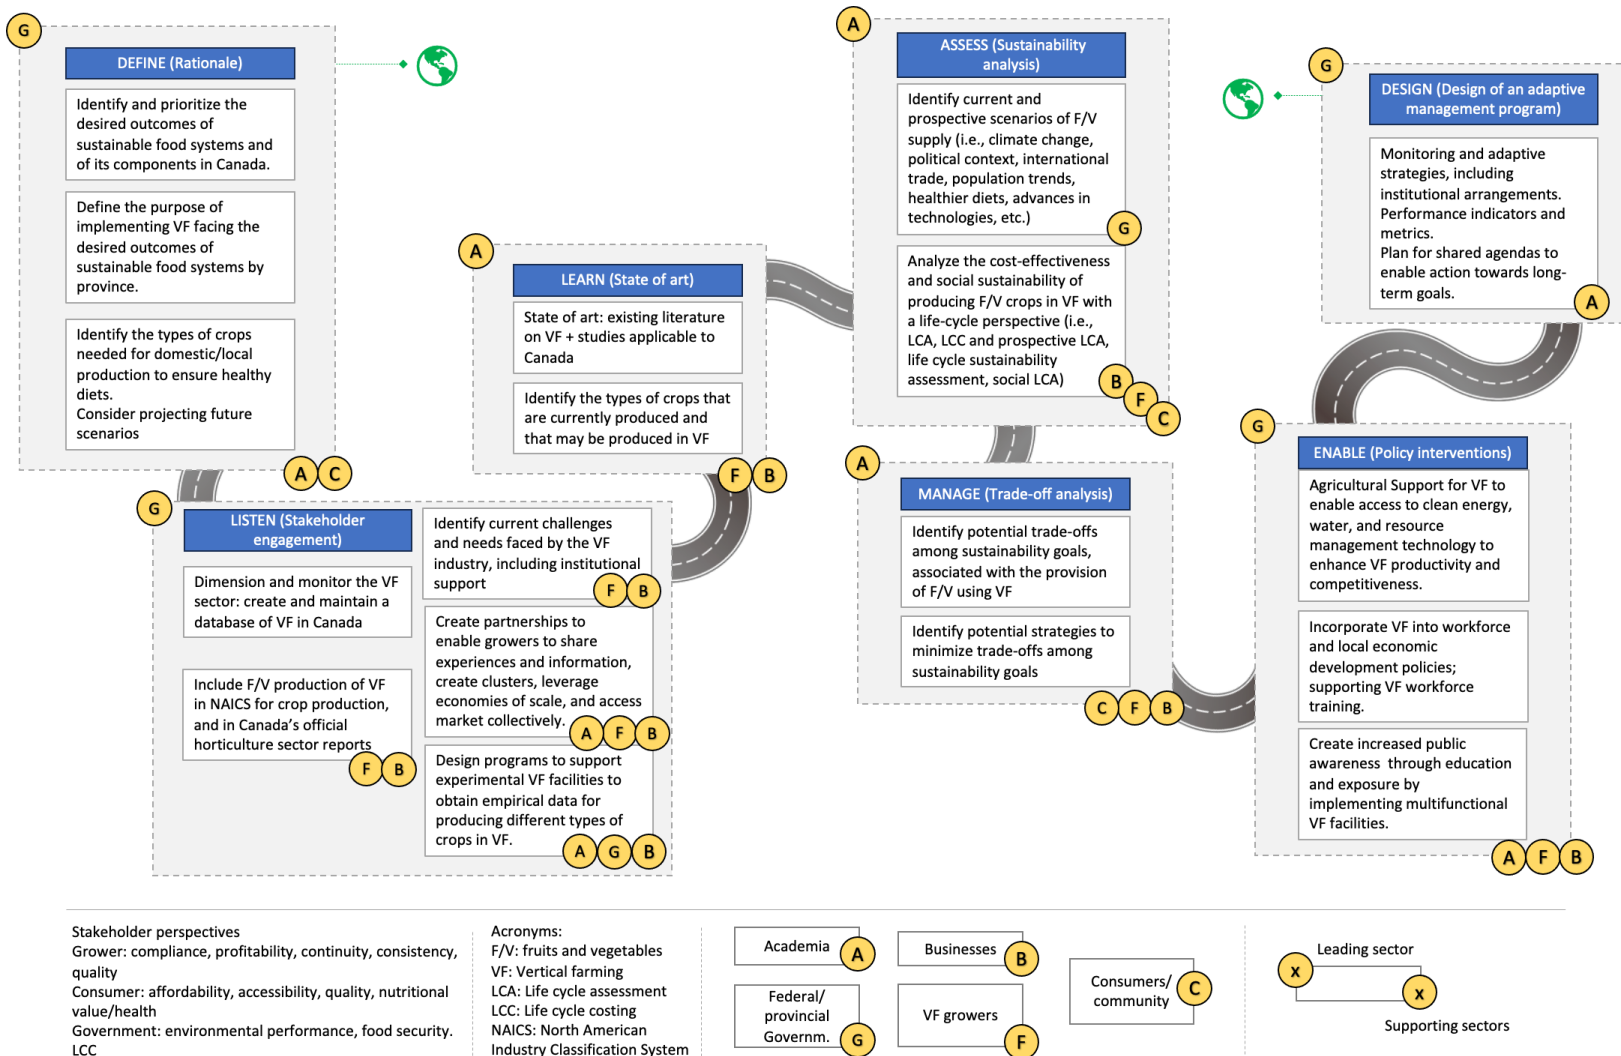 G
DEFINE (Rationale)
Identify and prioritize the
desired outcomes of
sustainable food systems and
of its components in Canada.
Define the purpose of
implementing VF facing the
desired outcomes of
sustainable food systems by
province.
Identify the types of crops
needed for domestic/local
production to ensure healthy
diets.
Consider projecting future
scenarios
A C
G
LISTEN (Stakeholder
engagement)
Dimension and monitor the VF
sector: create and maintain a
database of VF in Canada
Include F/V production of VF
in NAICS for crop production,
and in Canada's official
horticulture sector reports
F B
Identify current challenges
and needs faced by the VF
industry, including institutional
support
F B
Create partnerships to
enable growers to share
experiences and information,
create clusters, leverage
economies of scale, and access
market collectively.
A F B
Design programs to support
experimental VF facilities to
obtain empirical data for
producing different types of
crops in VF.
A G B
A
LEARN (State of art)
State of art: existing literature
on VF + studies applicable to
Canada
Identify the types of crops that
are currently produced and
that may be produced in VF
F B
A
ASSESS (Sustainability
analysis)
Identify current and
prospective scenarios of F/V
supply (i.e., climate change,
political context, international
trade, population trends,
healthier diets, advances in
technologies, etc.)
G
Analyze the cost-effectiveness
and social sustainability of
producing F/V crops in VF with
a life-cycle perspective (i.e.,
LCA, LCC and prospective LCA,
life cycle sustainability
assessment, social LCA)
B
F
C
A
MANAGE (Trade-off analysis)
Identify potential trade-offs
among sustainability goals,
associated with the provision
of F/V using VF
Identify potential strategies to
minimize trade-offs among
sustainability goals
C F B
G
ENABLE (Policy interventions)
Agricultural Support for VF to
enable access to clean energy,
water, and resource
management technology to
enhance VF productivity and
competitiveness.
Incorporate VF into workforce
and local economic
development policies;
supporting VF workforce
training.
Create increased public
awareness through education
and exposure by
implementing multifunctional
VF facilities.
A F B
G
DESIGN (Design of an adaptive
management program)
Monitoring and adaptive
strategies, including
institutional arrangements.
Performance indicators and
metrics.
Plan for shared agendas to
enable action towards long-
term goals.
A
Stakeholder perspectives
Grower: compliance, profitability, continuity, consistency,
quality
Consumer: affordability, accessibility, quality, nutritional
value/health
Government: environmental performance, food security.
LCC
Acronyms:
F/V: fruits and vegetables
VF: Vertical farming
LCA: Life cycle assessment
LCC: Life cycle costing
NAICS: North American
Industry Classification System
Academia
A
Federal/
provincial
Governm.
G
Businesses
B
VF growers
F
Consumers/
community
C
Leading sector
x
x
Supporting sectors